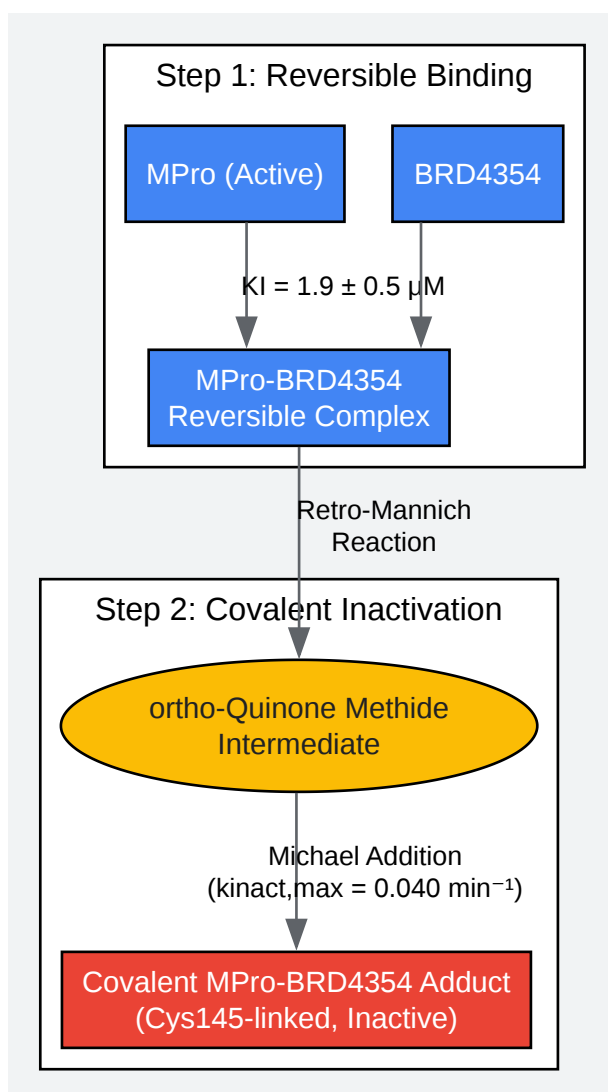 Step 1: Reversible Binding
MPro (Active)
BRD4354
KI = 1.9 ± 0.5 μM
MPro-BRD4354
Reversible Complex
Retro-Mannich
Reaction
Step 2: Covalent Inactivation
ortho-Quinone Methide
Intermediate
Michael Addition
(kinact,max = 0.040 min⁻¹)
Covalent MPro-BRD4354 Adduct
(Cys145-linked, Inactive)